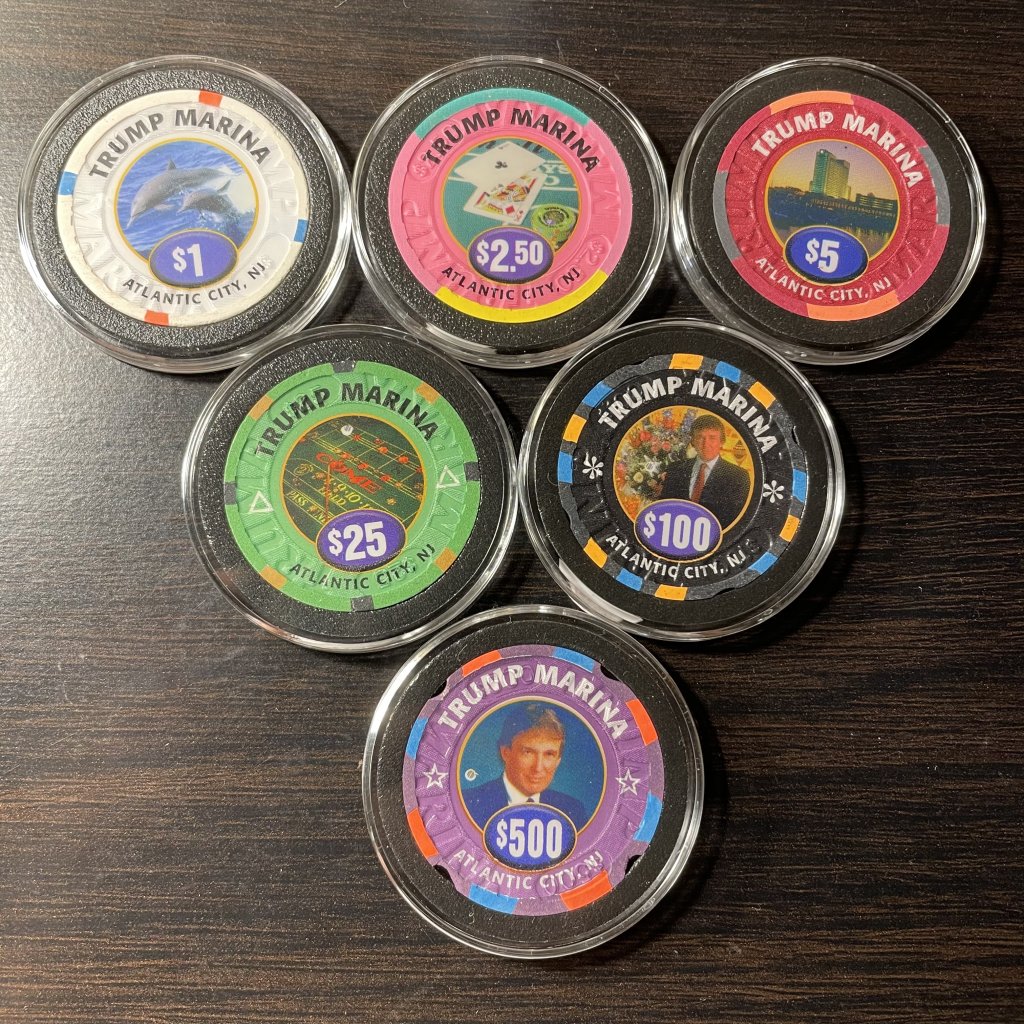 TRUMP MARINA
$1
ATLANTIC CITY, NJ
TRUMP MARINA
$2.50
ATLANTIC CITY, NJ
TRUMP MARINA
$5
ATLANTIC CITY, NJ
TRUMP MARINA
COME
$25
ATLANTIC CITY, NJ
TRUMP MARINA
$100
ATLANTIC CITY, NJ
TRUMP MARINA
$500
ATLANTIC CITY, NJ